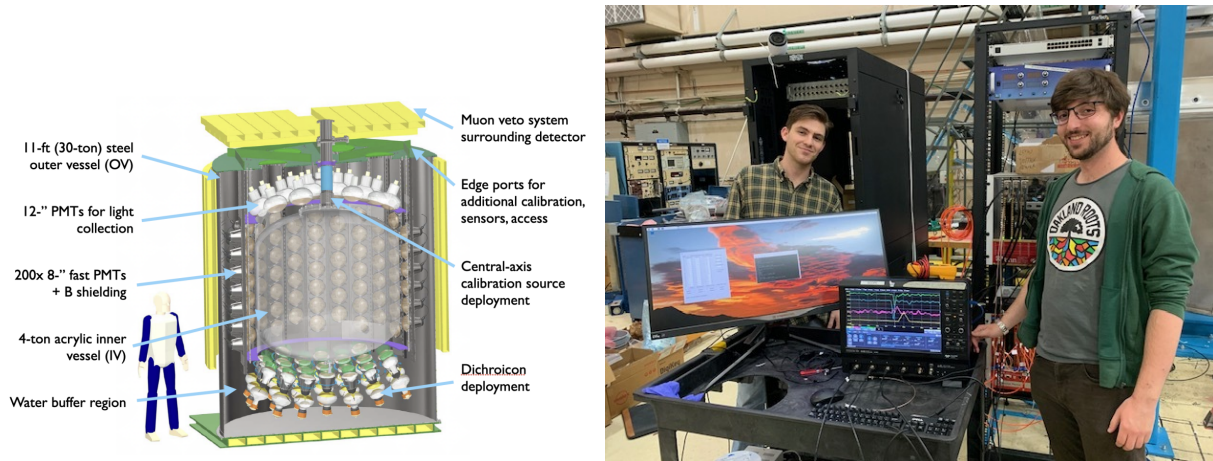 Muon veto system
surrounding detector
11-ft (30-ton) steel
outer vessel (OV)
Edge ports for
additional calibration,
sensors, access
12-” PMTs for light
collection
200x 8-” fast PMTs
+ B shielding
Central-axis
calibration source
deployment
4-ton acrylic inner
vessel (IV)
Dichroicon
deployment
Water buffer region
OAKLAND ROOTS